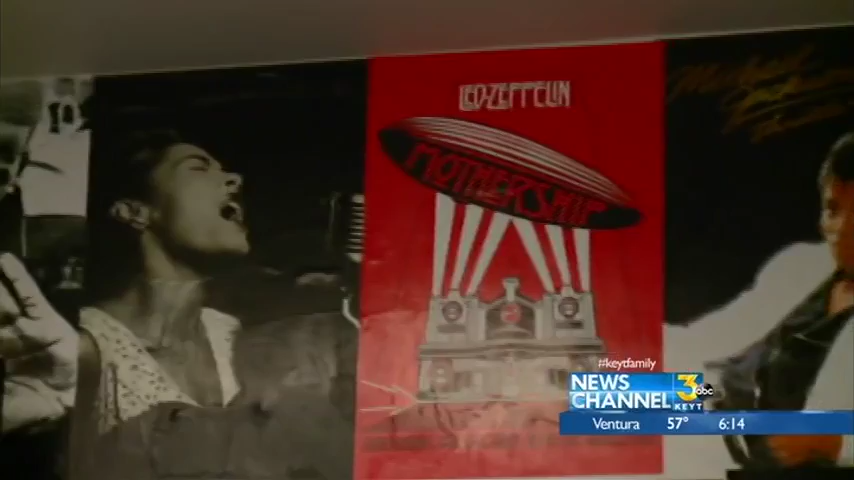 LED-ZEPPELIN
MOTHERSHIP
#keytfamily
NEWS
CHANNEL 3
abc
KEYT
Ventura 57° 6:14